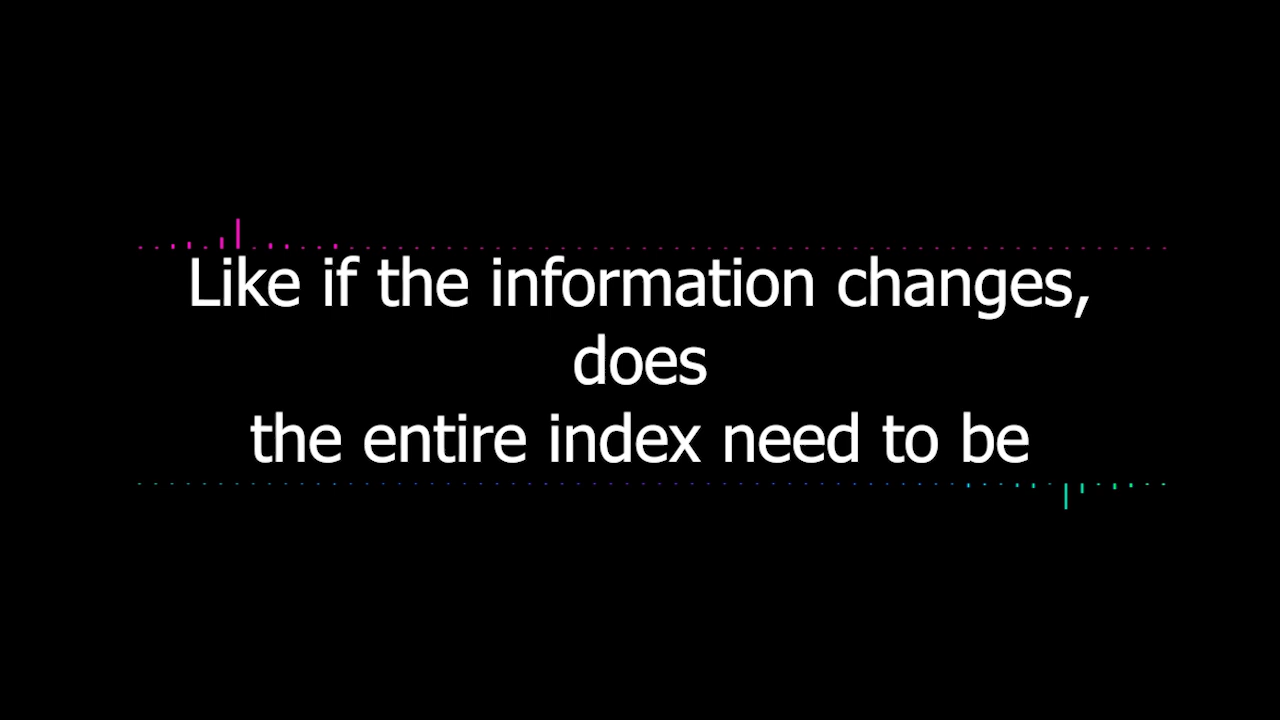 Like if the information changes,
does
the entire index need to be